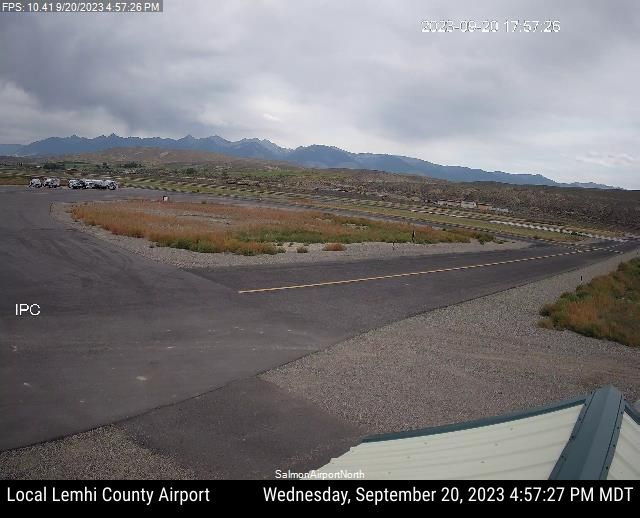 FPS: 10.41 9/20/2023 4:57:26 PM
2023-09-20 17:57:26
IPC
SalmonAirportNorth
Local Lemhi County Airport Wednesday, September 20, 2023 4:57:27 PM MDT